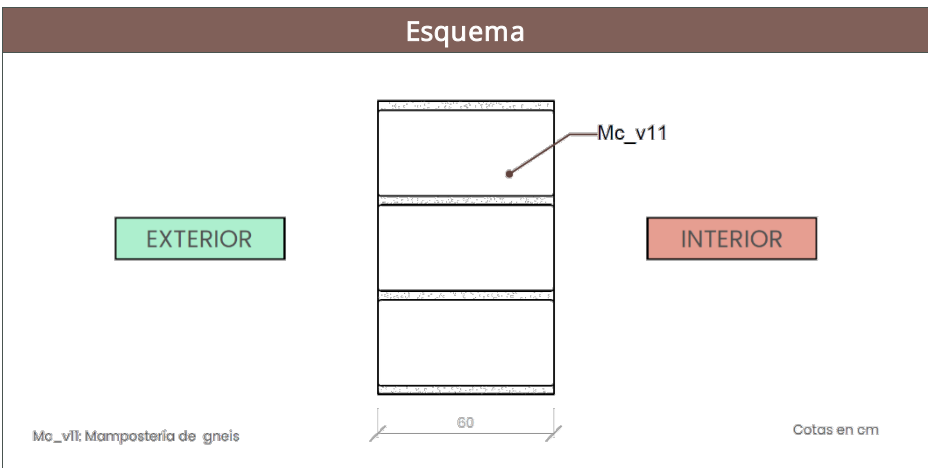 Esquema
Mc_v11
EXTERIOR
INTERIOR
60
Mc_v11: Mampostería de gneis
Cotas en cm